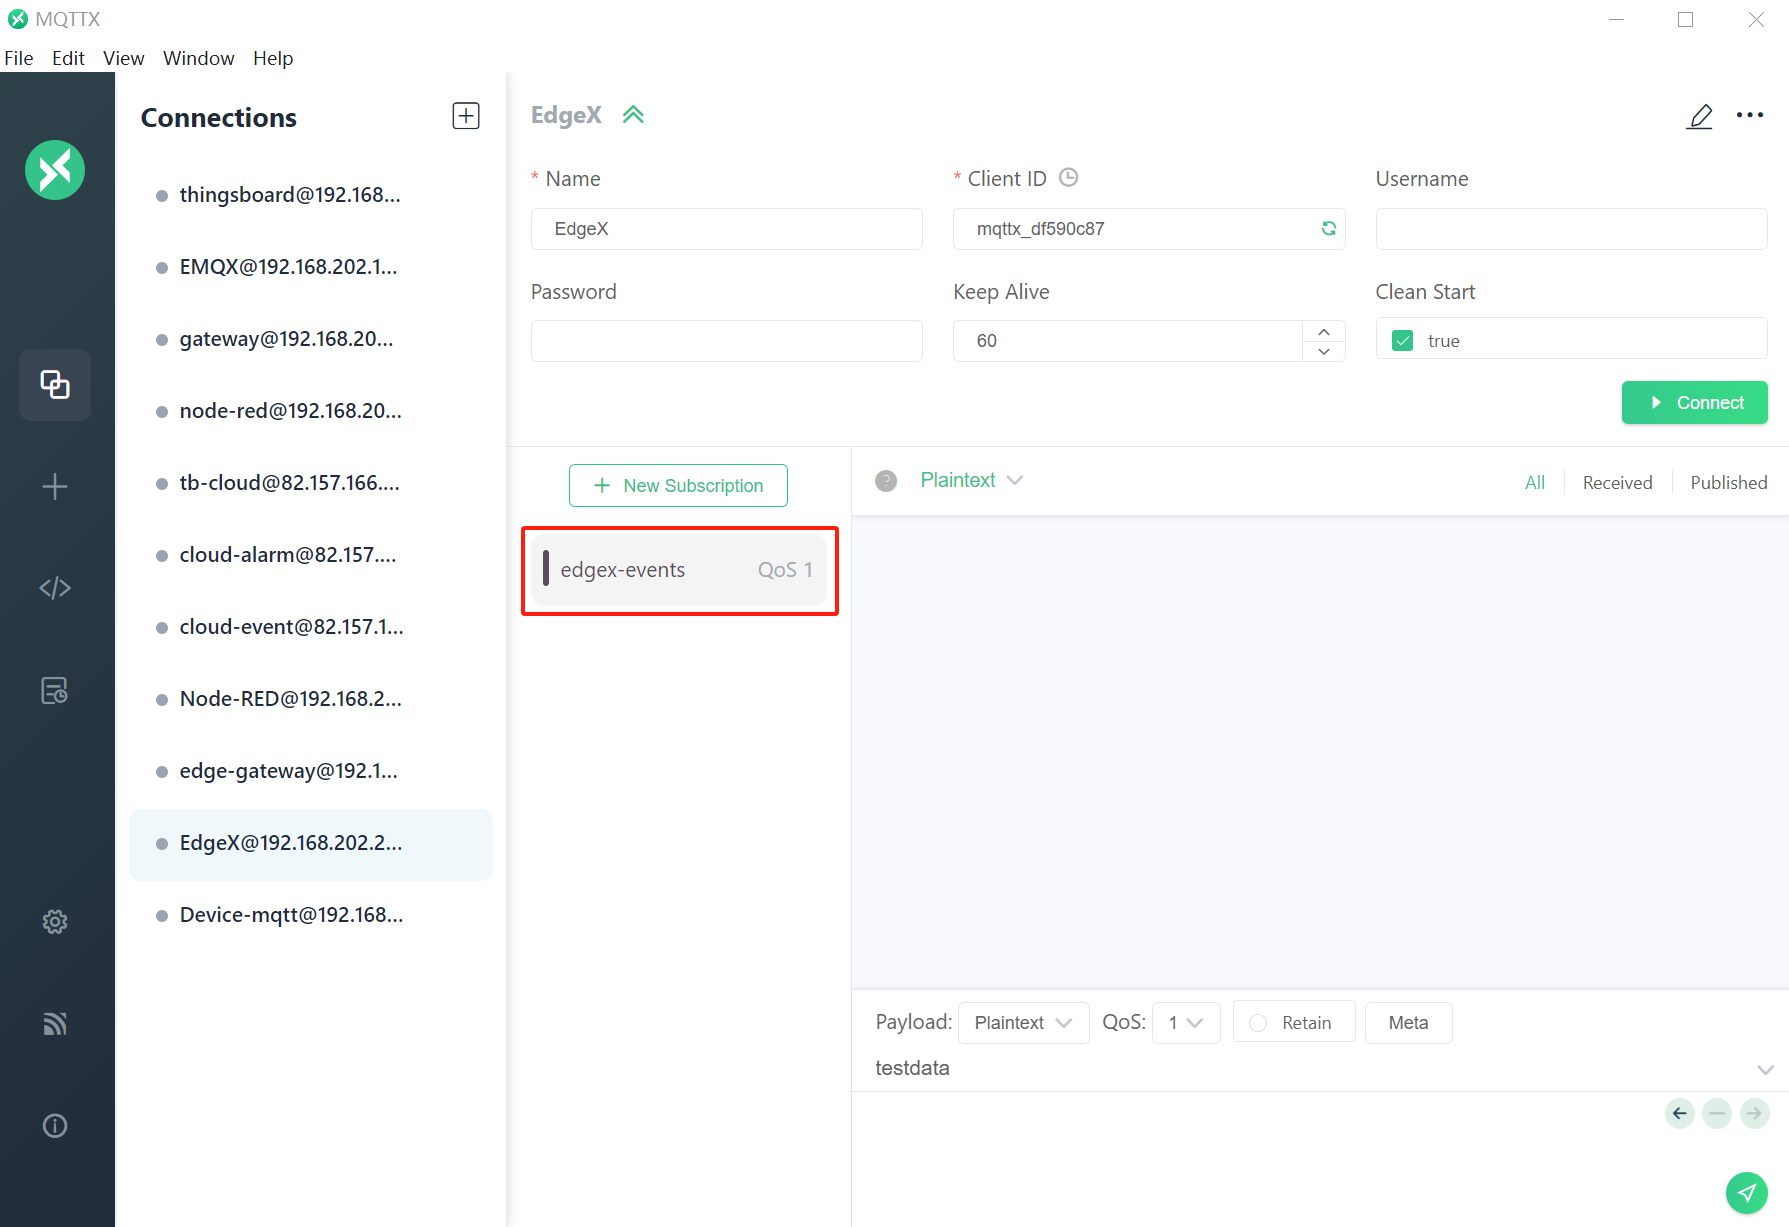 MQTTX
File Edit View Window Help
Connections
thingsboard@192.168...
EMQX@192.168.202.1...
gateway@192.168.20...
node-red@192.168.20...
tb-cloud@82.157.166....
cloud-alarm@82.157....
cloud-event@82.157.1...
Node-RED@192.168.2...
edge-gateway@192.1...
EdgeX@192.168.202.2...
Device-mqtt@192.168...
EdgeX
* Name
EdgeX
* Client ID
mqttx_df590c87
Username
Password
Keep Alive
60
Clean Start
true
Connect
New Subscription
edgex-events QoS 1
Plaintext
All Received Published
Payload: Plaintext QoS: 1 Retain Meta
testdata